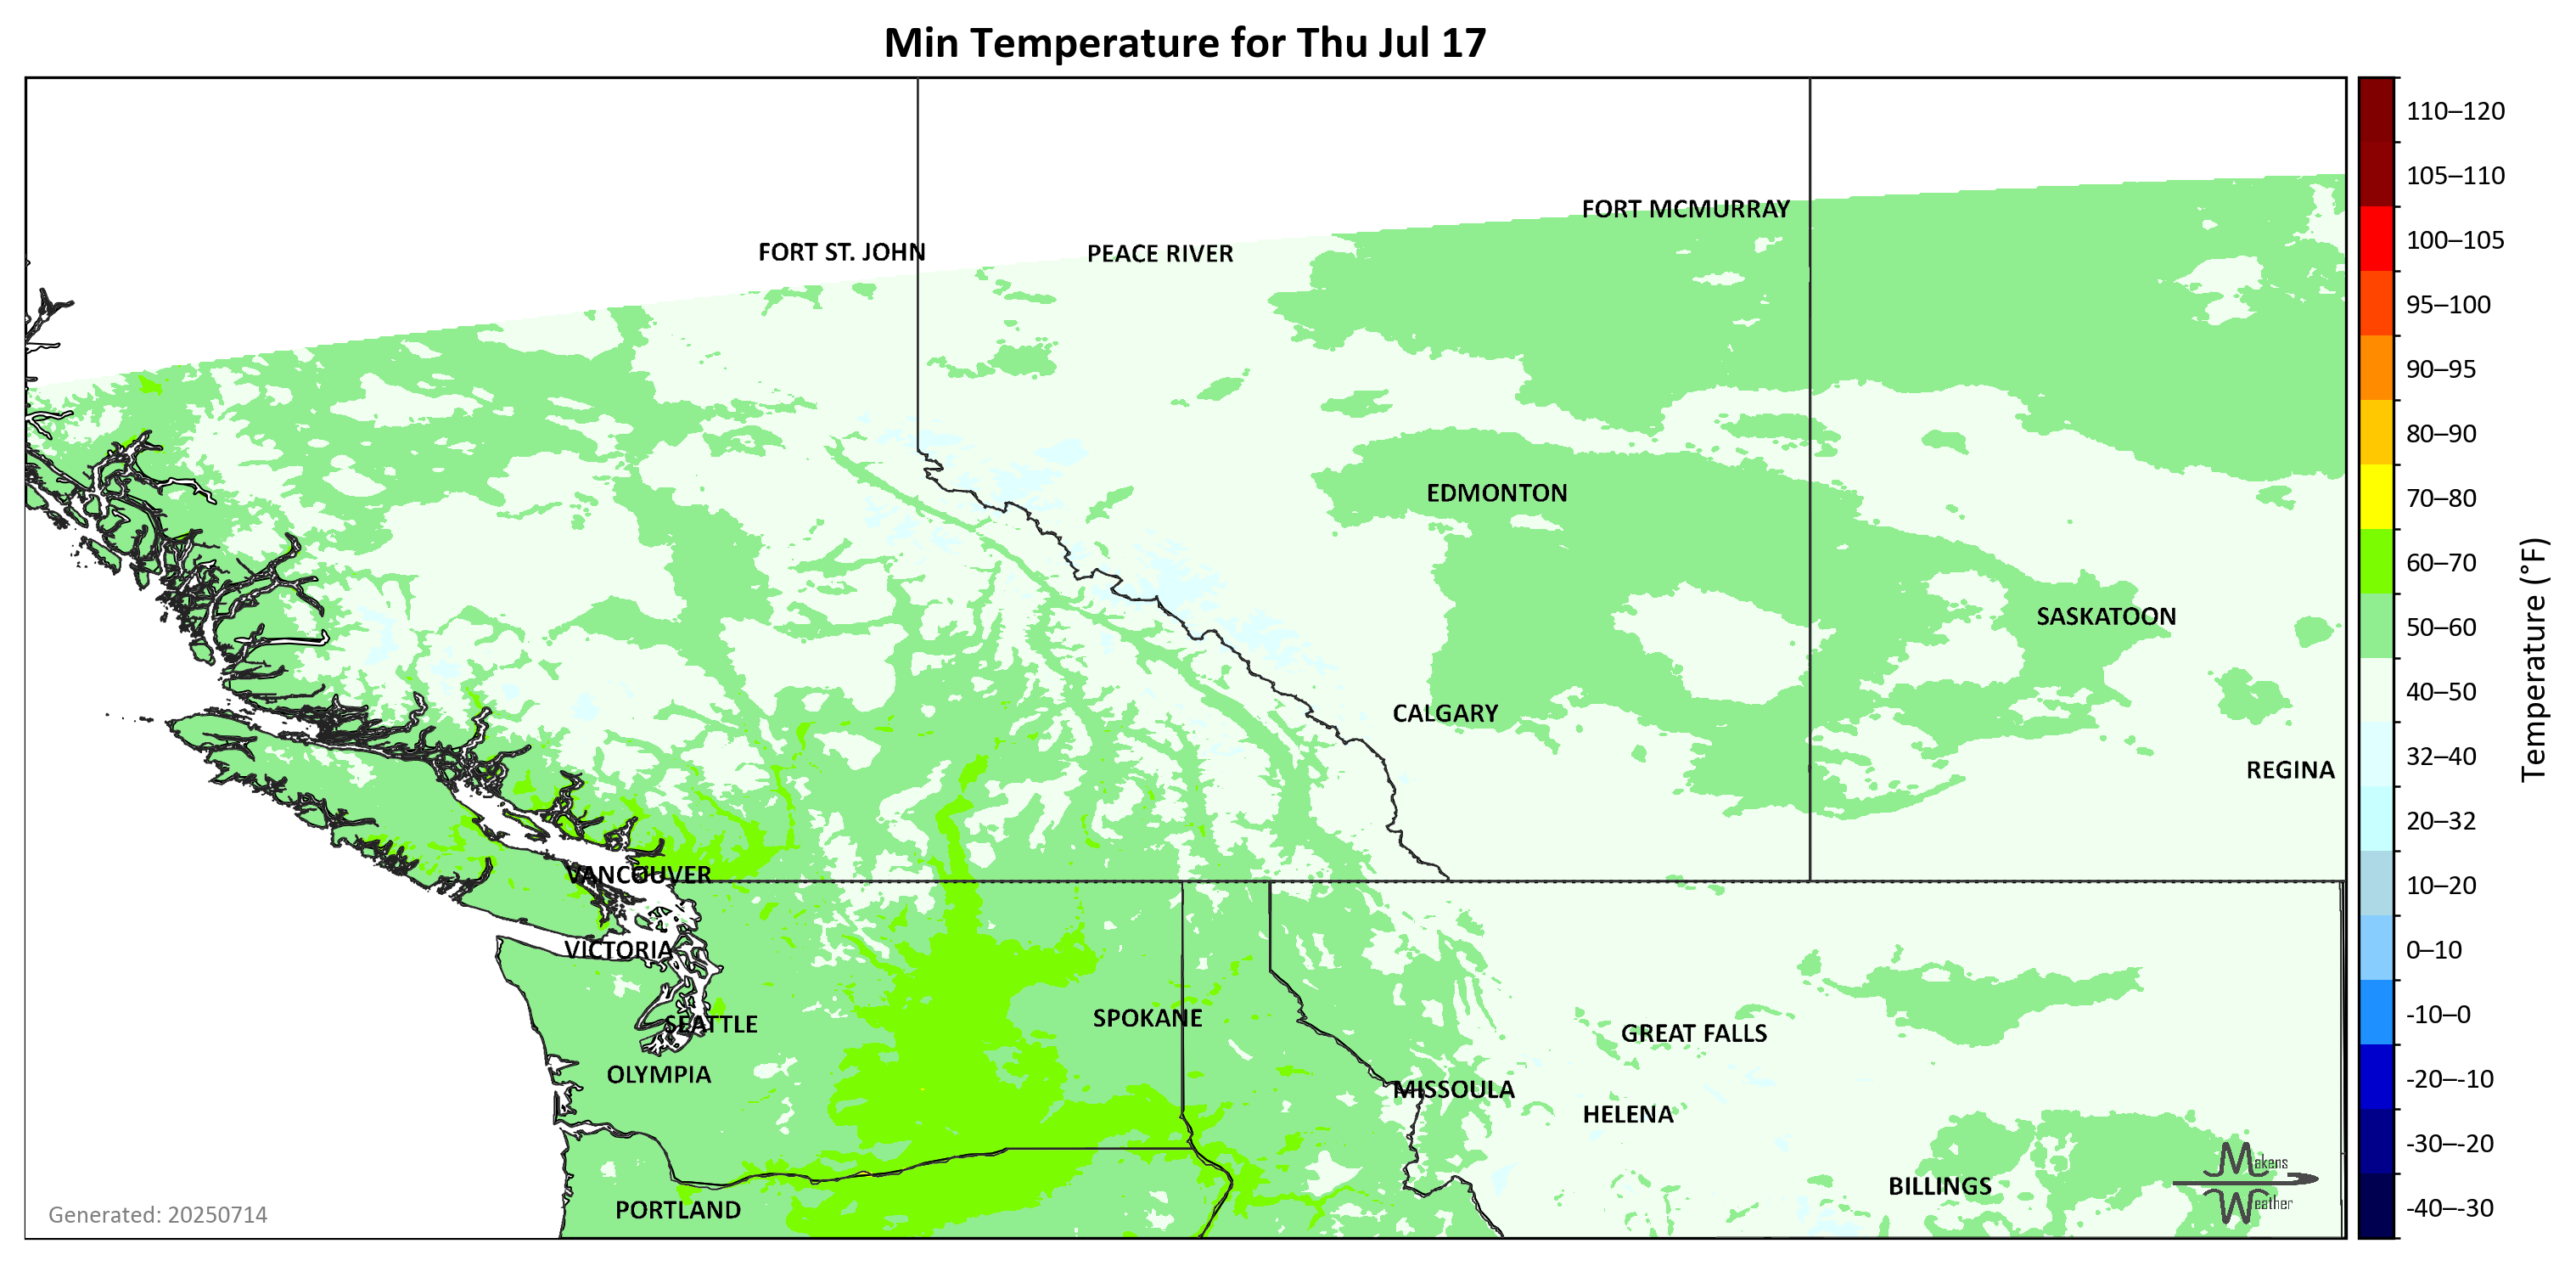 Min Temperature for Thu Jul 17
110–120
105–110
100–105
95–100
90–95
80–90
70–80
60–70
50–60
40–50
32–40
20–32
10–20
0–10
-10–0
-20–-10
-30–-20
-40–-30
Temperature (°F)
FORT MCMURRAY
FORT ST. JOHN
PEACE RIVER
EDMONTON
SASKATOON
CALGARY
REGINA
VANCOUVER
VICTORIA
SEATTLE
SPOKANE
GREAT FALLS
OLYMPIA
MISSOULA
HELENA
BILLINGS
PORTLAND
Makens
Weather
Generated: 20250714